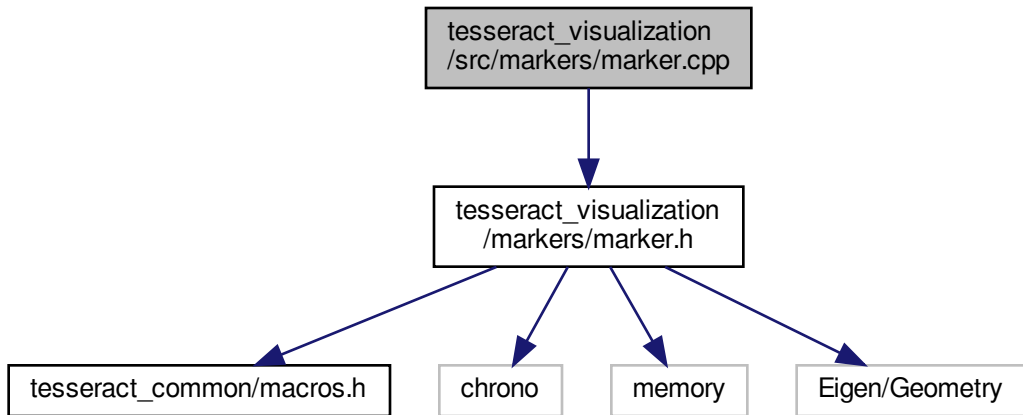 tesseract_visualization
/src/markers/marker.cpp
tesseract_visualization
/markers/marker.h
tesseract_common/macros.h
chrono
memory
Eigen/Geometry